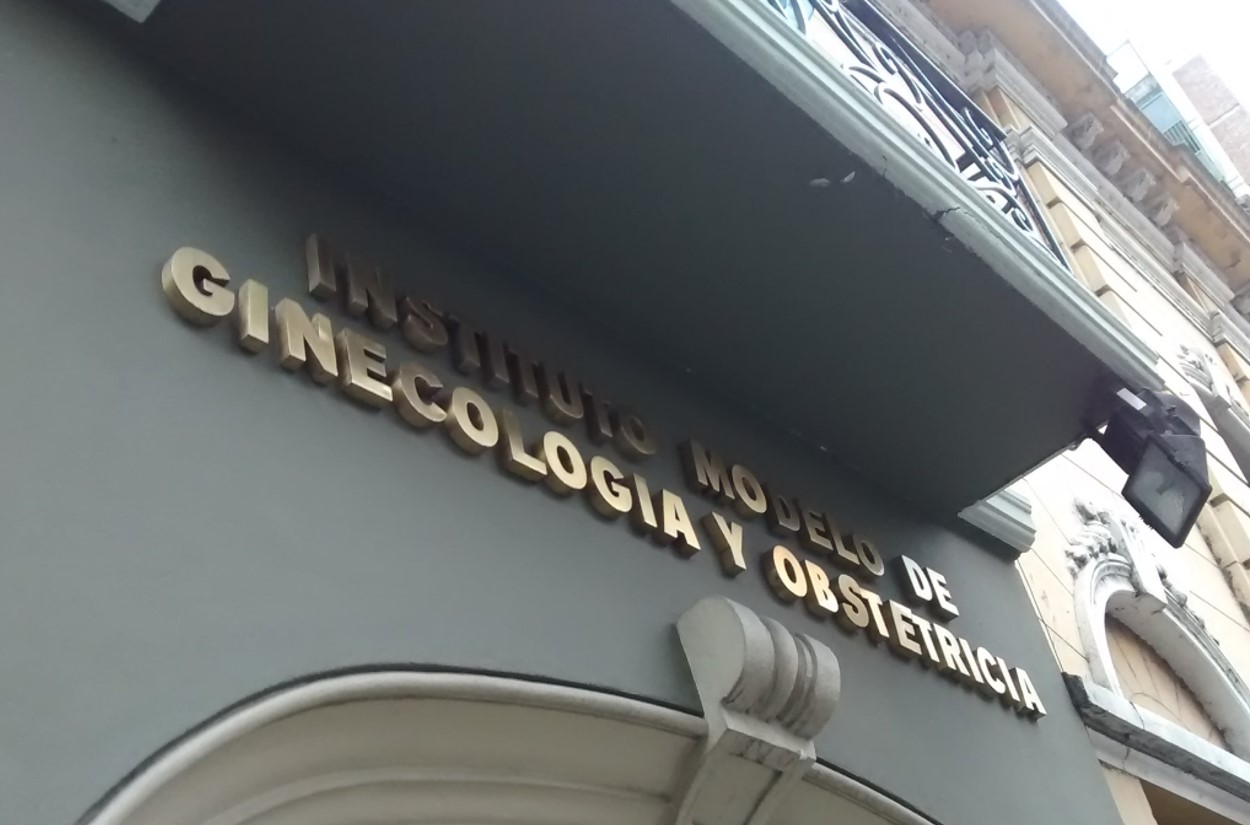 INSTITUTO MODELO DE
GINECOLOGIA Y OBSTETRICIA